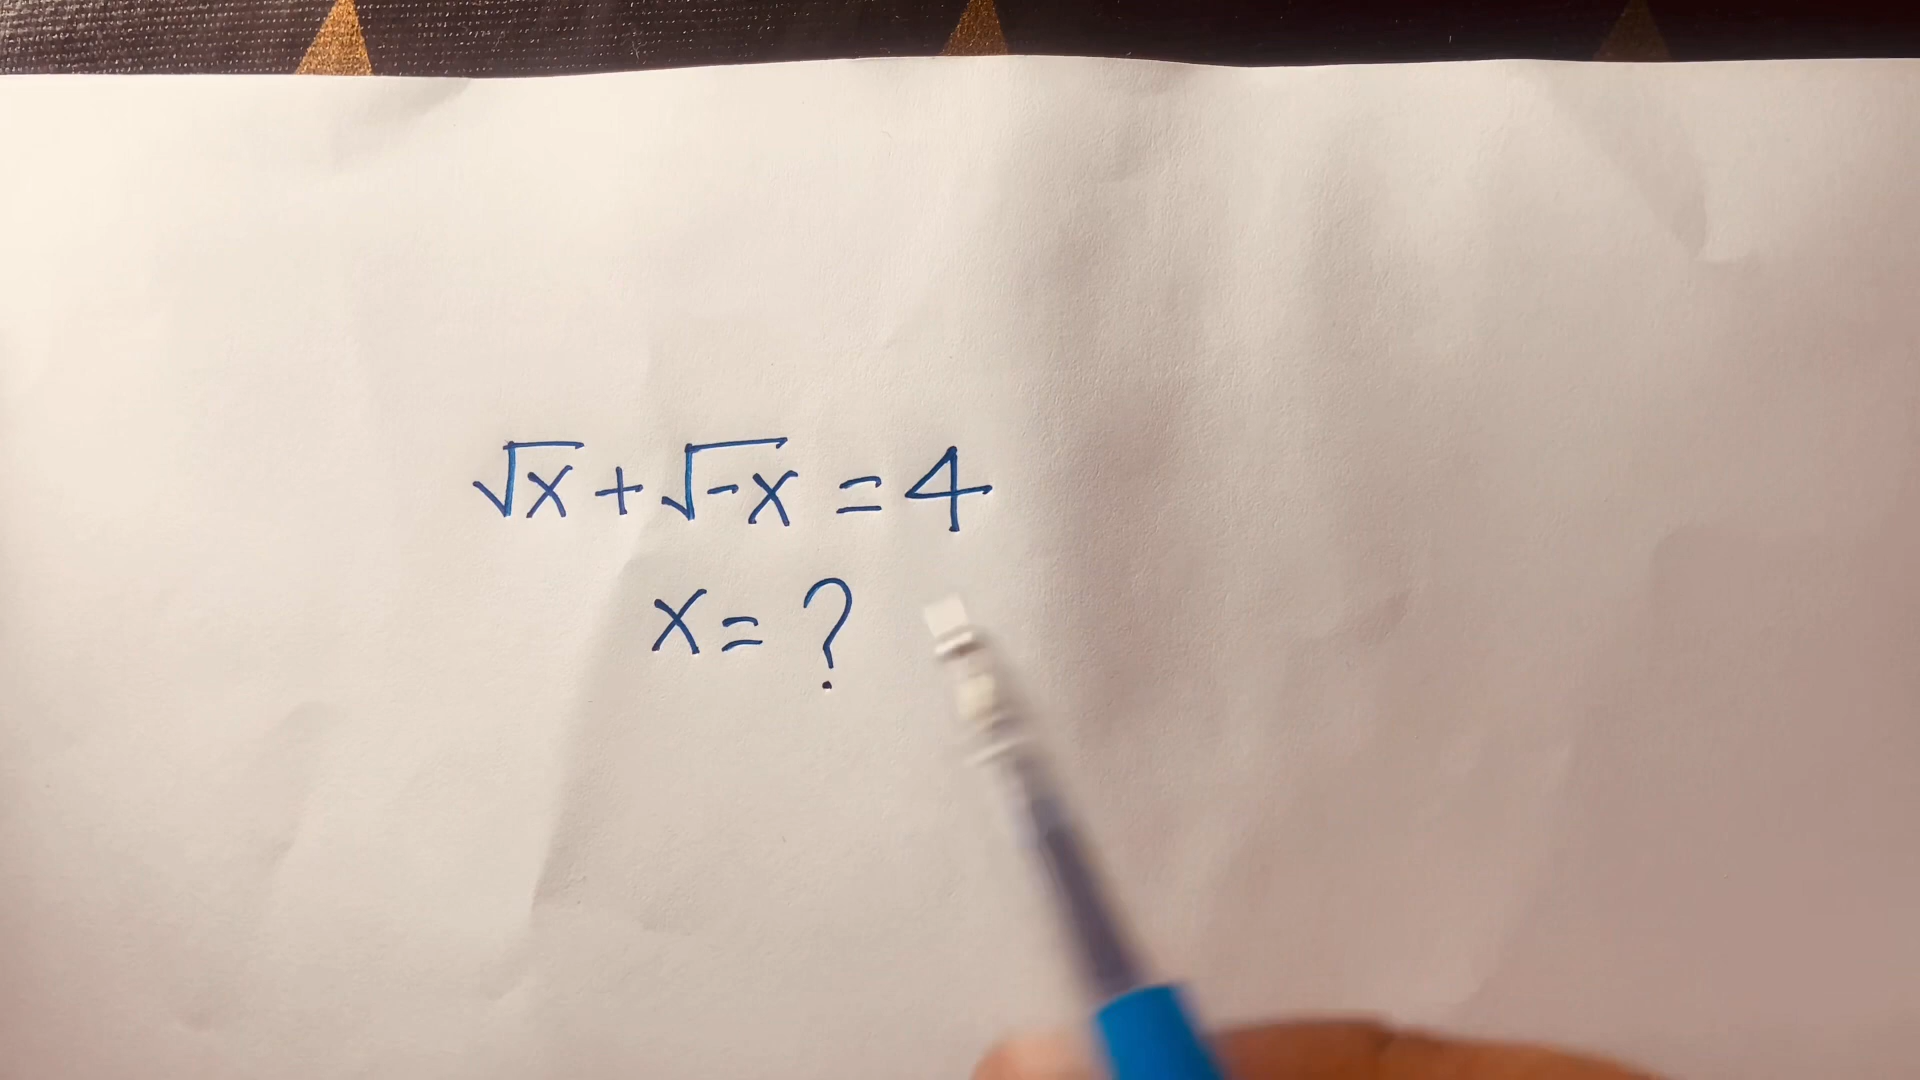 √x + √-x = 4
x = ?